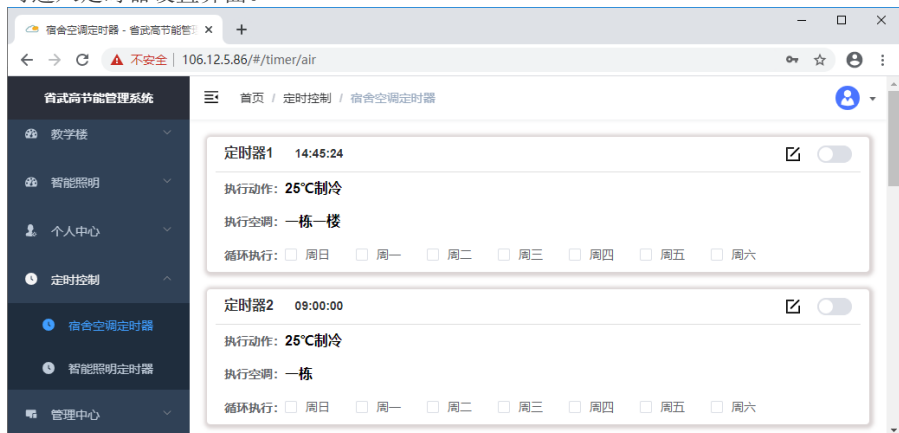 宿舍空调定时器 - 省武高节能管
不安全 | 106.12.5.86/#/timer/air
省武高节能管理系统
首页 / 定时控制 / 宿舍空调定时器
教学楼
智能照明
个人中心
定时控制
宿舍空调定时器
智能照明定时器
管理中心
定时器1 14:45:24
执行动作: 25℃制冷
执行空调: 一栋一楼
循环执行: 周日 周一 周二 周三 周四 周五 周六
定时器2 09:00:00
执行动作: 25℃制冷
执行空调: 一栋
循环执行: 周日 周一 周二 周三 周四 周五 周六